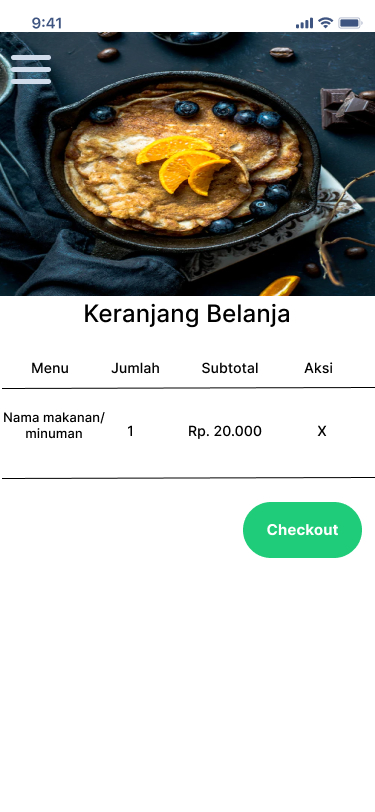 9:41
Keranjang Belanja
Menu Jumlah Subtotal Aksi
Nama makanan/
minuman 1 Rp. 20.000 X
Checkout